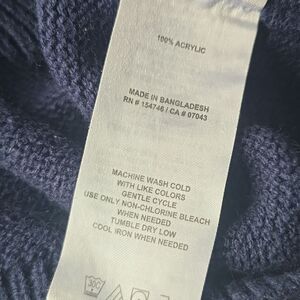 100% ACRYLIC
MADE IN BANGLADESH
RN # 154746 / CA # 07043
MACHINE WASH COLD
WITH LIKE COLORS
GENTLE CYCLE
USE ONLY NON-CHLORINE BLEACH
WHEN NEEDED
TUMBLE DRY LOW
COOL IRON WHEN NEEDED
30C